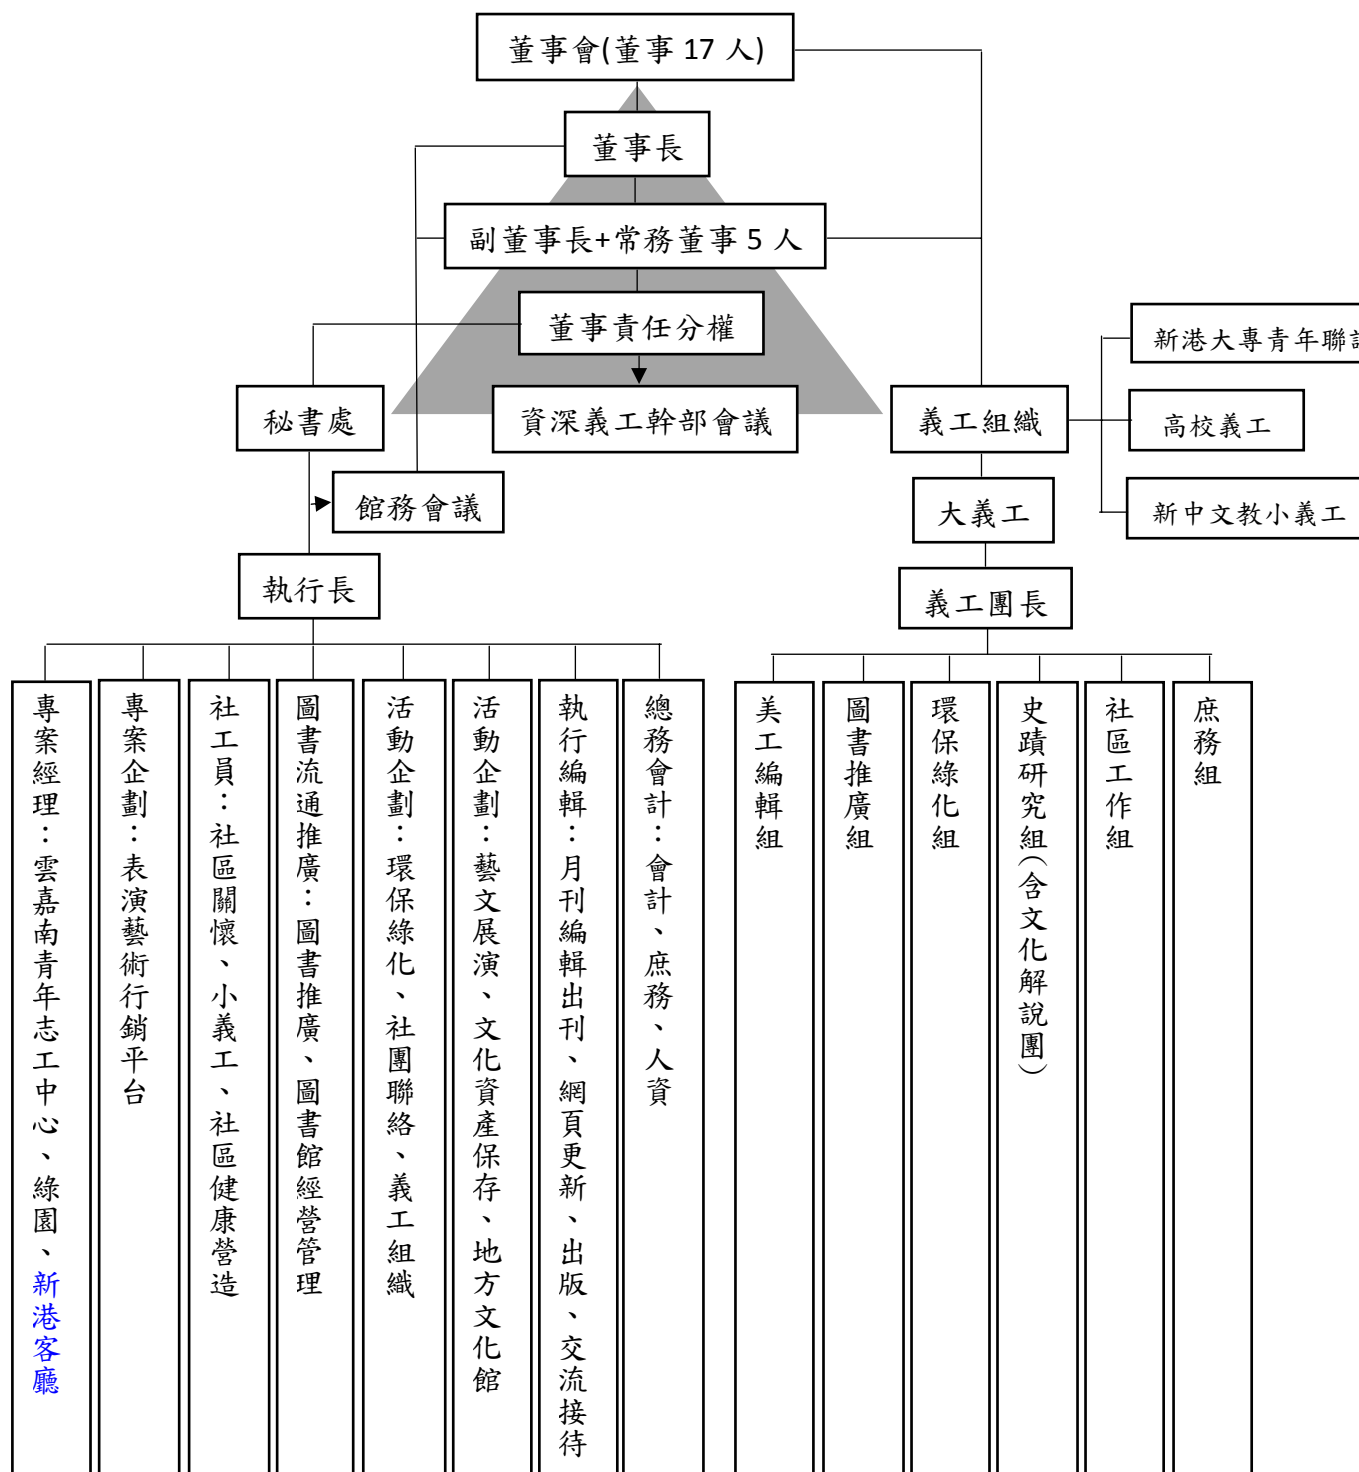 董事會(董事 17 人)
董事長
副董事長+常務董事 5 人
董事責任分權
新港大專青年聯
秘書處
資深義工幹部會議
義工組織
高校義工
館務會議
大義工
新中文教小義工
執行長
義工團長
專案經理：雲嘉南青年志工中心、綠園、新港客廳
專案企劃：表演藝術行銷平台
社工員：社區關懷、小義工、社區健康營造
圖書流通推廣：圖書推廣、圖書館經營管理
活動企劃：環保綠化、社團聯絡、義工組織
活動企劃：藝文展演、文化資產保存、地方文化館
執行編輯：月刊編輯出刊、網頁更新、出版、交流接待
總務會計：會計、庶務、人資
美工編輯組
圖書推廣組
環保綠化組
史蹟研究組(含文化解說團)
社區工作組
庶務組